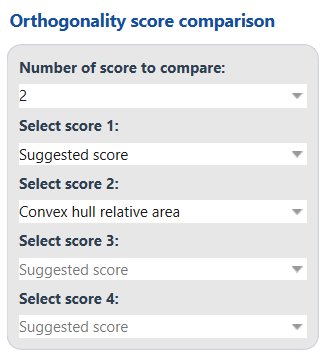 Orthogonality score comparison
Number of score to compare:
2
Select score 1:
Suggested score
Select score 2:
Convex hull relative area
Select score 3:
Suggested score
Select score 4:
Suggested score